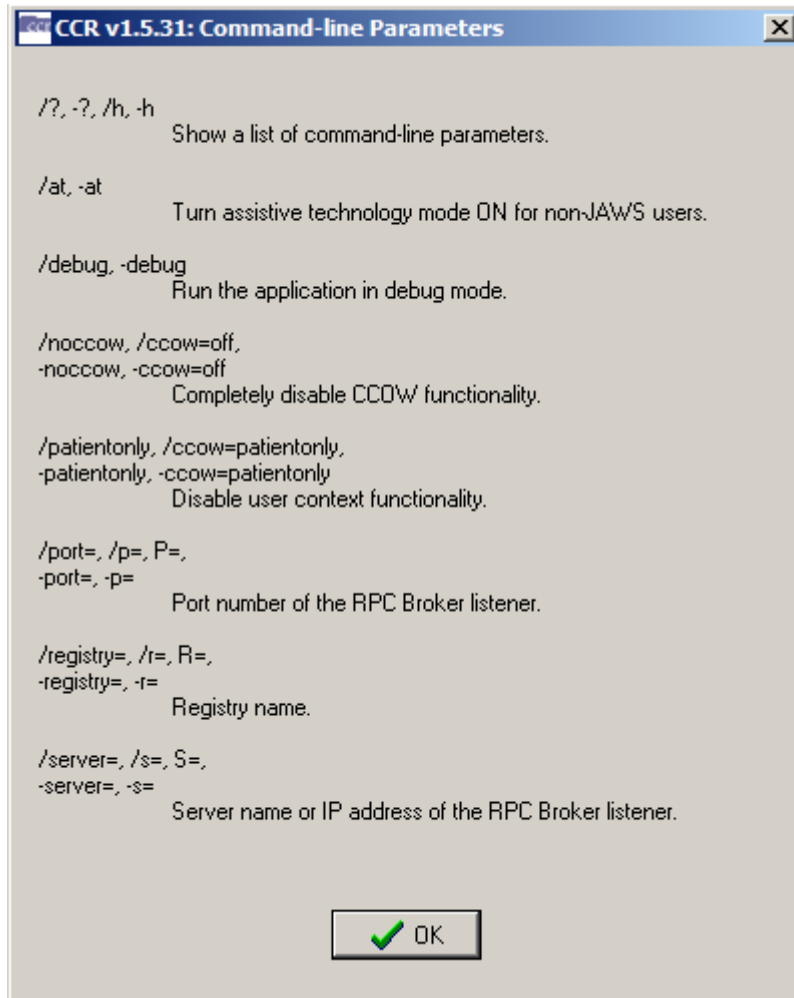 CCR CCR v1.5.31: Command-line Parameters
/?, -?, /h, -h
Show a list of command-line parameters.
/at, -at
Turn assistive technology mode ON for non-JAWS users.
/debug, -debug
Run the application in debug mode.
/noccow, /ccow=off,
-noccow, -ccow=off
Completely disable CCOW functionality.
/patientonly, /ccow=patientonly,
-patientonly, -ccow=patientonly
Disable user context functionality.
/port=, /p=, P=,
-port=, -p=
Port number of the RPC Broker listener.
/registry=, /r=, R=,
-registry=, -r=
Registry name.
/server=, /s=, S=,
-server=, -s=
Server name or IP address of the RPC Broker listener.
OK